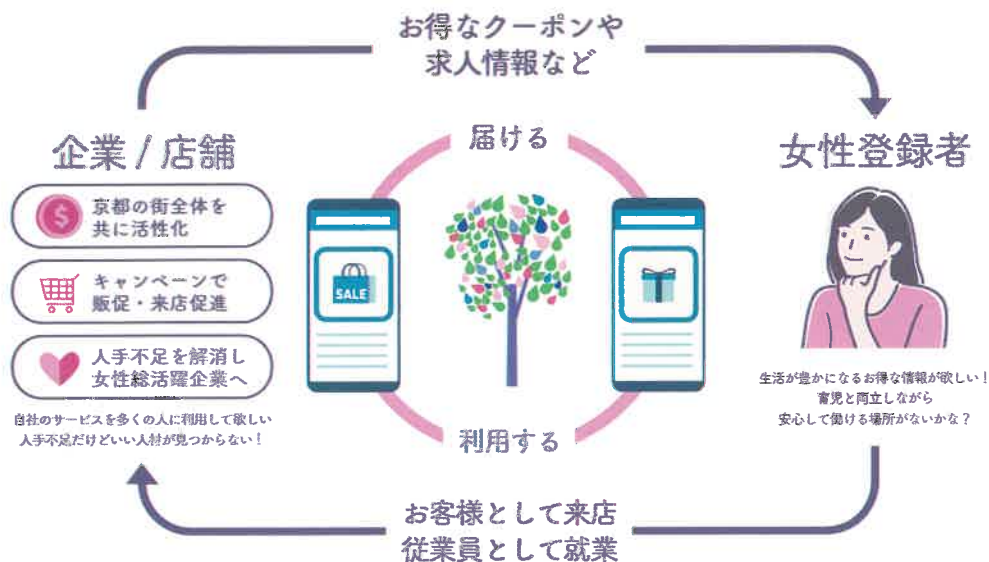 お得なクーポンや
求人情報など
企業 / 店舗
京都の街全体を
共に活性化
キャンペーンで
販促・来店促進
人手不足を解消し
女性総活躍企業へ
自社のサービスを多くの人に利用して欲しい
人手不足だけどいい人材が見つからない！
届ける
SALE
利用する
女性登録者
生活が豊かになるお得な情報が欲しい！
育児と両立しながら
安心して働ける場所がないかな？
お客様として来店
従業員として就業